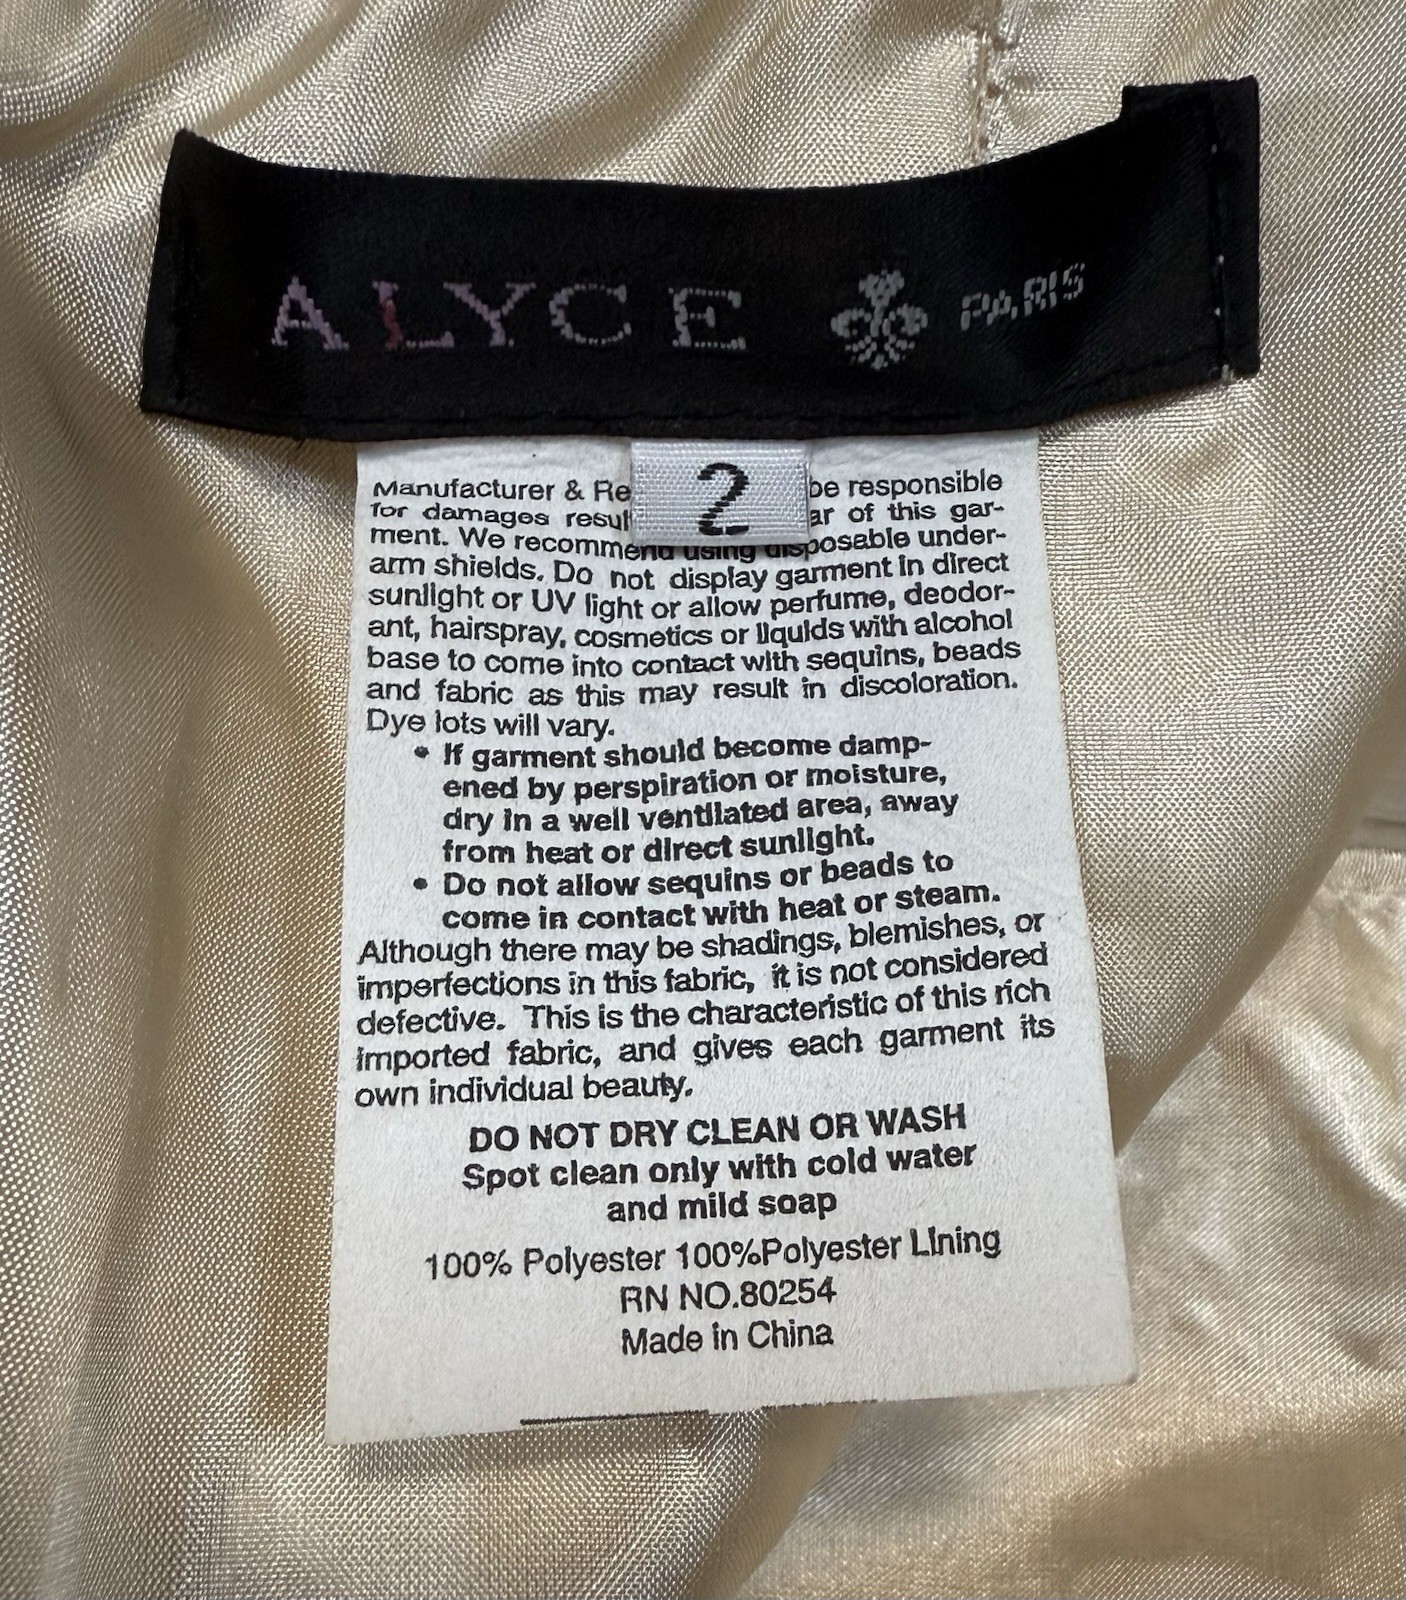 ALYCE PARIS
2
Manufacturer & Re be responsible
for damages resul ar of this gar-
ment. We recommend using disposable under-
arm shields. Do not display garment in direct
sunlight or UV light or allow perfume, deodor-
ant, hairspray, cosmetics or liquids with alcohol
base to come into contact with sequins, beads
and fabric as this may result in discoloration.
Dye lots will vary.
• If garment should become damp-
ened by perspiration or moisture,
dry in a well ventilated area, away
from heat or direct sunlight.
• Do not allow sequins or beads to
come in contact with heat or steam.
Although there may be shadings, blemishes, or
imperfections in this fabric, it is not considered
defective. This is the characteristic of this rich
imported fabric, and gives each garment its
own individual beauty.
DO NOT DRY CLEAN OR WASH
Spot clean only with cold water
and mild soap
100% Polyester 100%Polyester Lining
RN NO.80254
Made in China